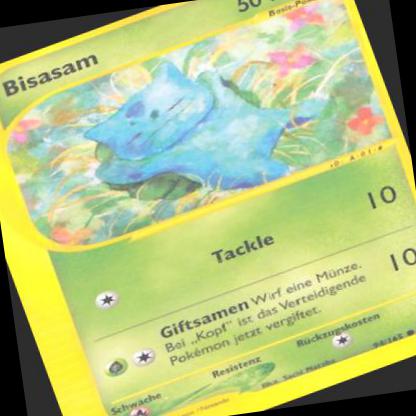 50
Basis-Po
Bisasam
Tackle 10
Giftsamen Wirf eine Münze. 10
Bei „Kopf" ist das Verteidigende
Pokémon jetzt vergiftet.
Schwäche Resistenz Rückzugskosten